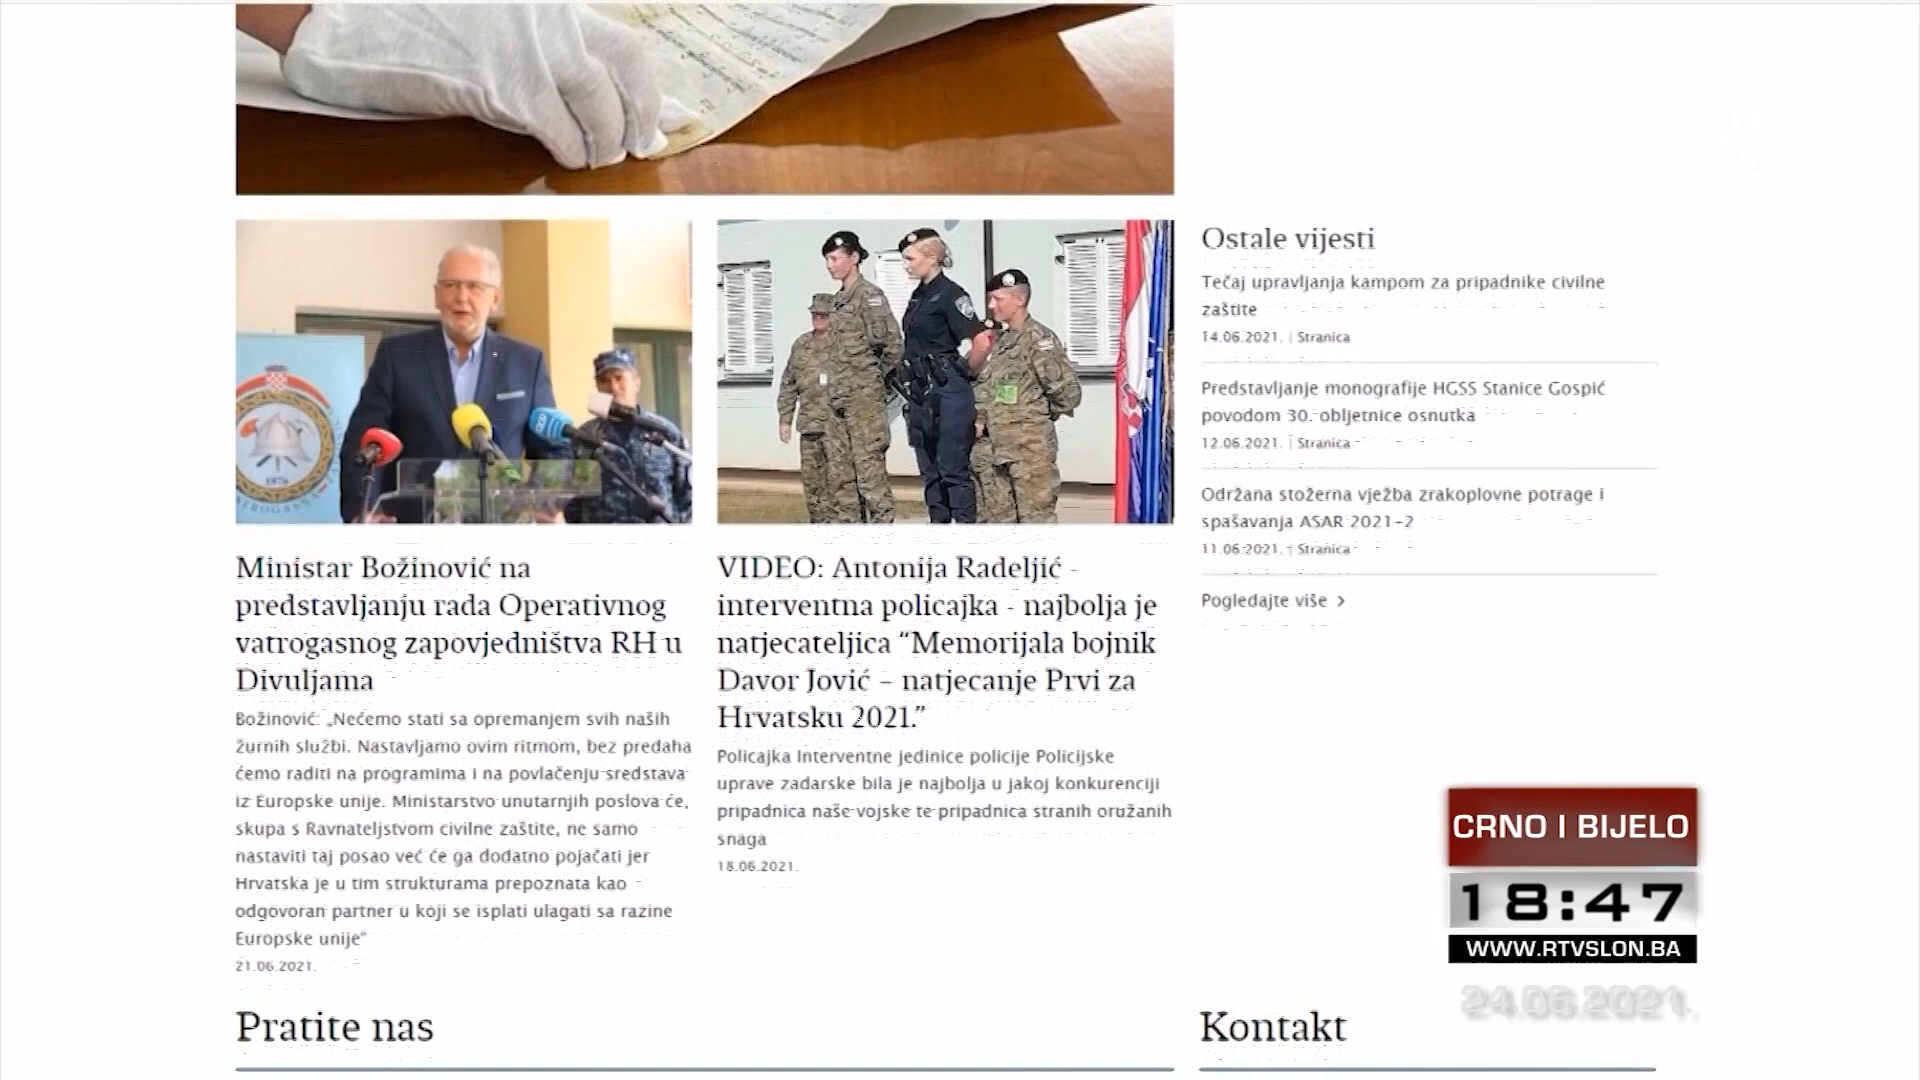 Ministar Božinović na
predstavljanju rada Operativnog
vatrogasnog zapovjedništva RH u
Divuljama
Božinović: „Nećemo stati sa opremanjem svih naših
žurnih službi. Nastavljamo ovim ritmom, bez predaha
ćemo raditi na programima i na povlačenju sredstava
iz Europske unije. Ministarstvo unutarnjih poslova će,
skupa s Ravnateljstvom civilne zaštite, ne samo
nastaviti taj posao već će ga dodatno pojačati jer
Hrvatska je u tim strukturama prepoznata kao
odgovoran partner u koji se isplati ulagati sa razine
Europske unije"
21.06.2021.
VIDEO: Antonija Radeljić -
interventna policajka - najbolja je
natjecateljica “Memorijala bojnik
Davor Jović – natjecanje Prvi za
Hrvatsku 2021.”
Policajka Interventne jedinice policije Policijske
uprave zadarske bila je najbolja u jakoj konkurenciji
pripadnica naše vojske te pripadnica stranih oružanih
snaga
18.06.2021.
Ostale vijesti
Tečaj upravljanja kampom za pripadnike civilne
zaštite
14.06.2021. | Stranica
Predstavljanje monografije HGSS Stanice Gospić
povodom 30. obljetnice osnutka
12.06.2021. | Stranica
Održana stožerna vježba zrakoplovne potrage i
spašavanja ASAR 2021-2
11.06.2021. | Stranica
Pogledajte više >
CRNO I BIJELO
18:47
WWW.RTVSLON.BA
24.06.2021.
Pratite nas
Kontakt
1876